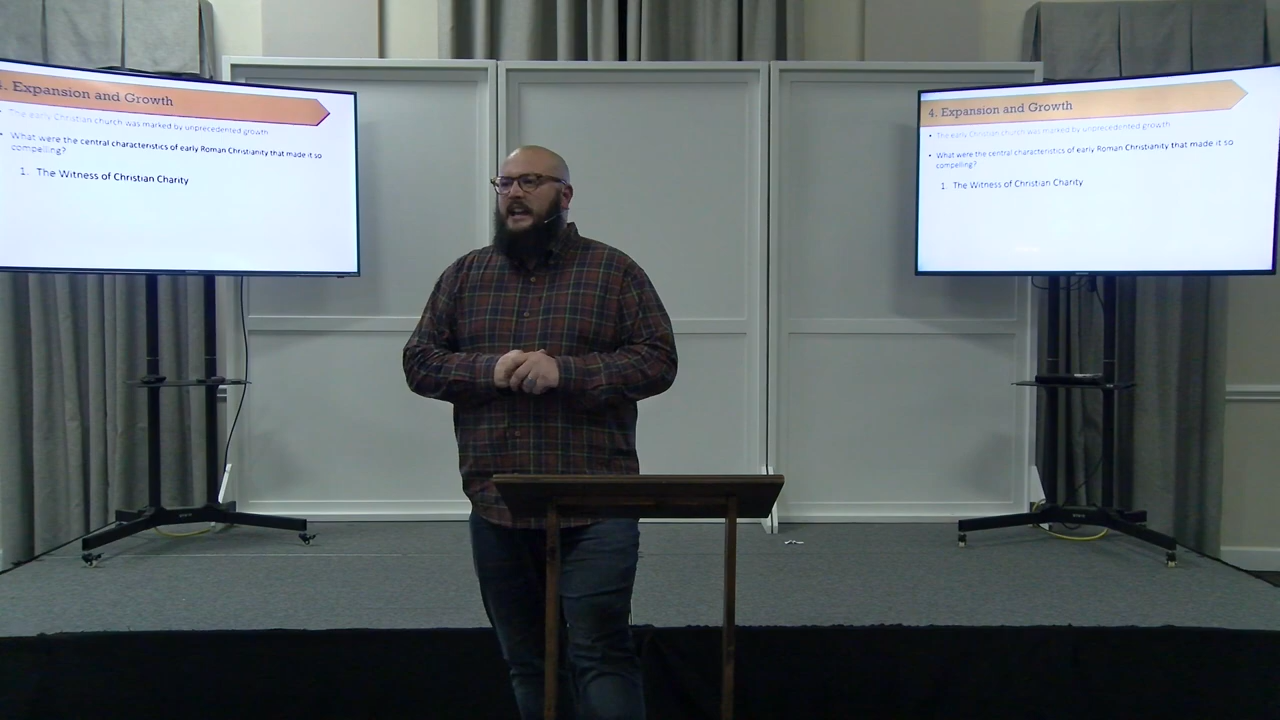 4. Expansion and Growth
The early Christian church was marked by unprecedented growth
What were the central characteristics of early Roman Christianity that made it so
compelling?
1. The Witness of Christian Charity
4. Expansion and Growth
• The early Christian church was marked by unprecedented growth
• What were the central characteristics of early Roman Christianity that made it so
compelling?
1. The Witness of Christian Charity